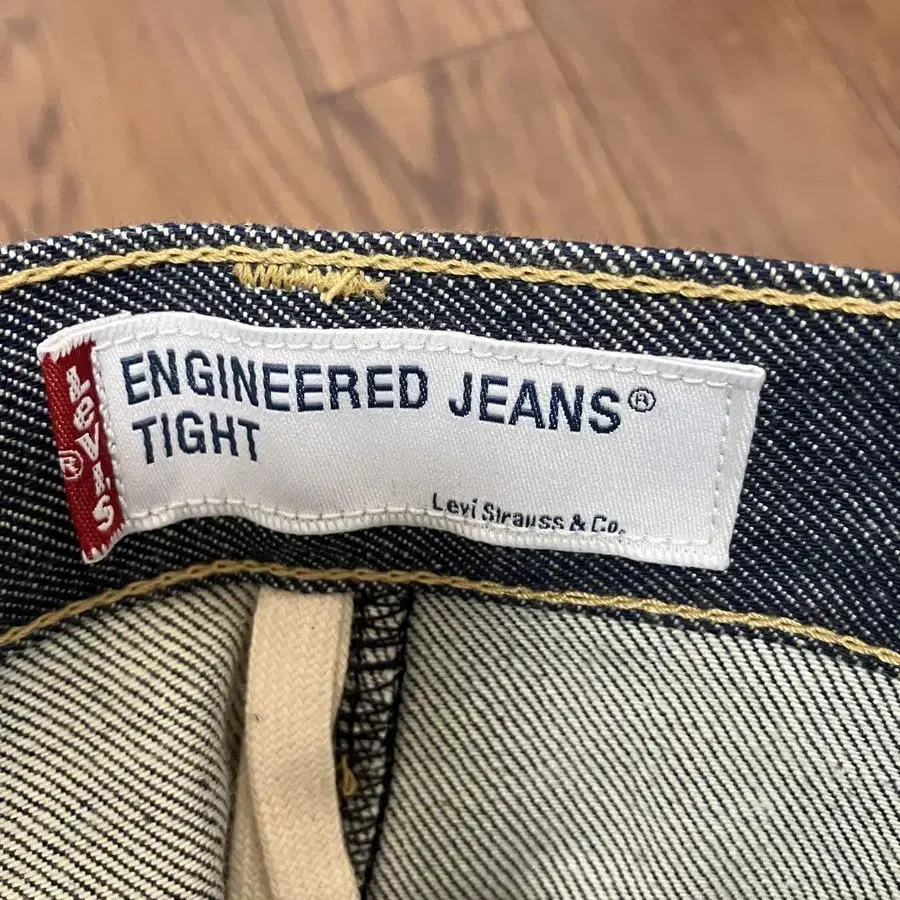 Levi's®
ENGINEERED JEANS®
TIGHT
Levi Strauss & Co.